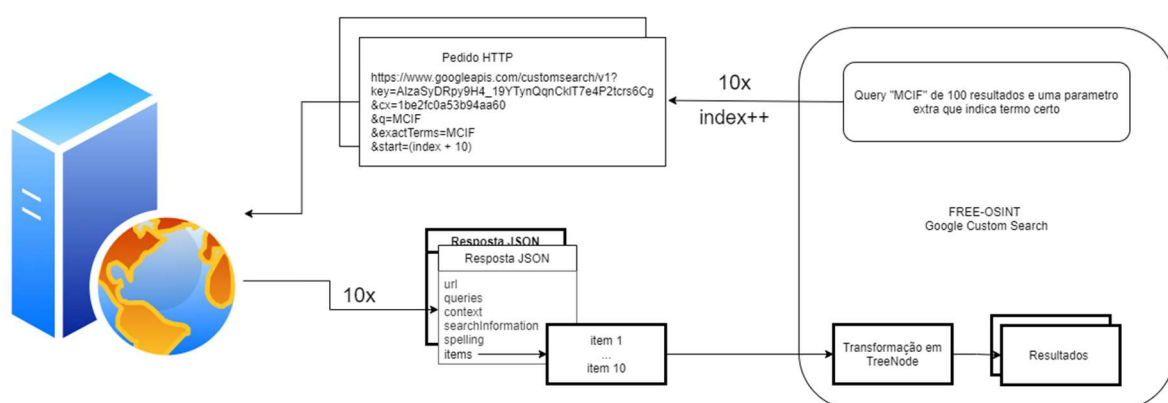 Pedido HTTP
https://www.googleapis.com/customsearch/v1?
key=AIzaSyDRpy9H4_19YTynQqnCklT7e4P2tcrs6Cg
&cx=1be2fc0a53b94aa60
&q=MCIF
&exactTerms=MCIF
&start=(index + 10)
10x
index++
Query "MCIF" de 100 resultados e uma parametro
extra que indica termo certo
FREE-OSINT
Google Custom Search
Resposta JSON
Resposta JSON
url
queries
context
searchInformation
spelling
items
10x
item 1
...
item 10
Transformação em
TreeNode
Resultados